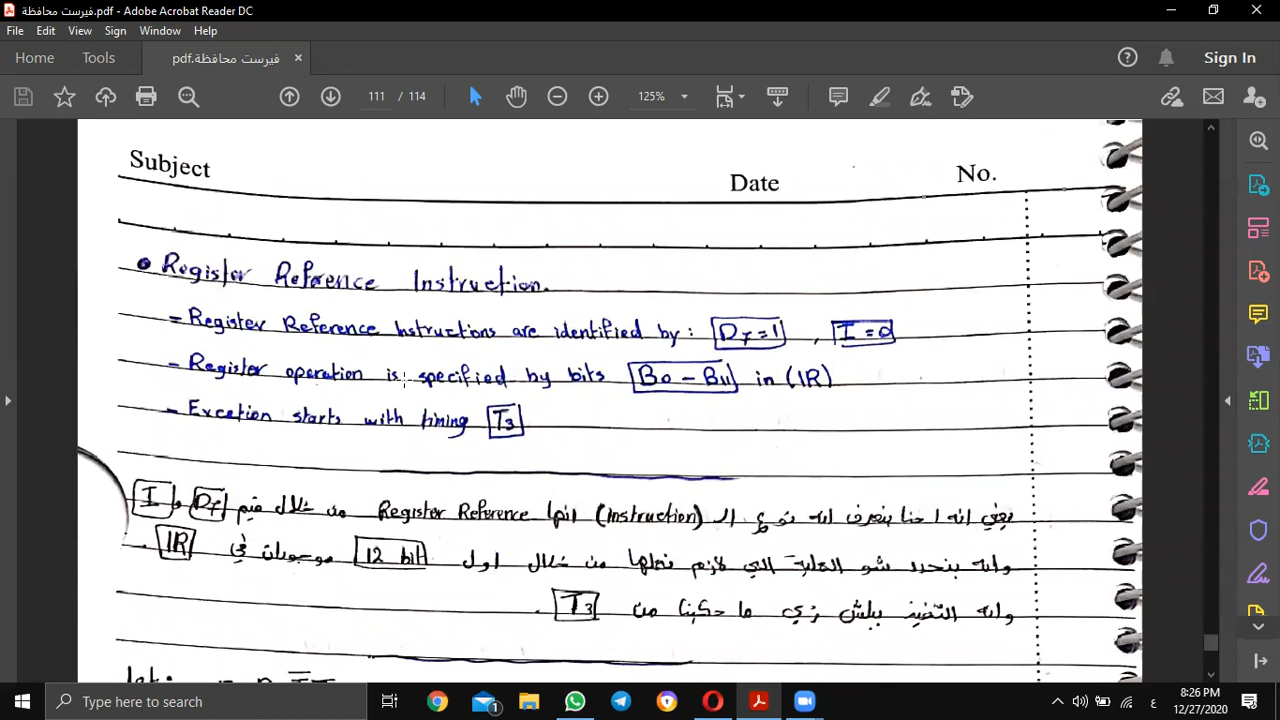 فيرست محافظة.pdf - Adobe Acrobat Reader DC
File Edit View Sign Window Help
Home Tools فيرست محافظة.pdf × Sign In
111 / 114 125%
Subject
Date
No.
• Register Reference Instruction.
- Register Reference Instructions are identified by: D7=1 , I=0
- Register operation is specified by bits B0 - B11 in (IR)
- Excetion starts with timing T3
يعني انه احنا بنعرف انه نوع الـ (instruction) انها Register Reference من خلال قيم D7 و I
وانه بنحدد شو العملية التي لازم نعملها من خلال اول 12 bit موجودات في IR .
وانه التنفيذ ببلش زي ما حكينا من T3 .
Type here to search
1
ع
8:26 PM
12/27/2020